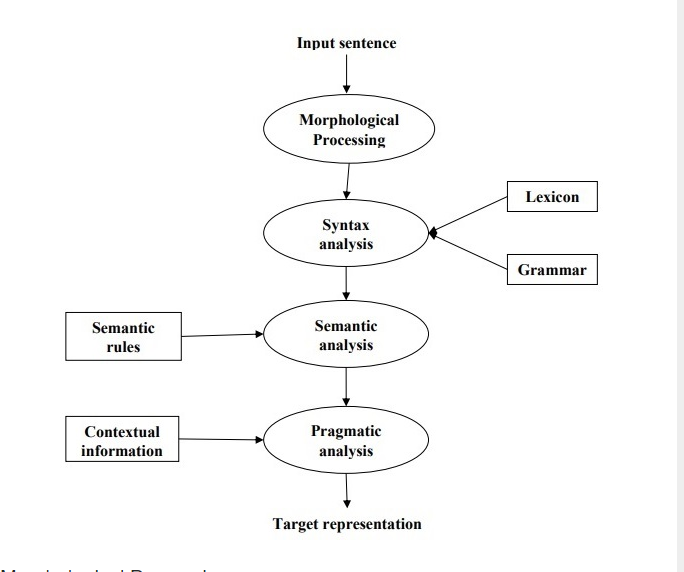 Input sentence
Morphological
Processing
Syntax
analysis
Lexicon
Grammar
Semantic
rules
Semantic
analysis
Contextual
information
Pragmatic
analysis
Target representation